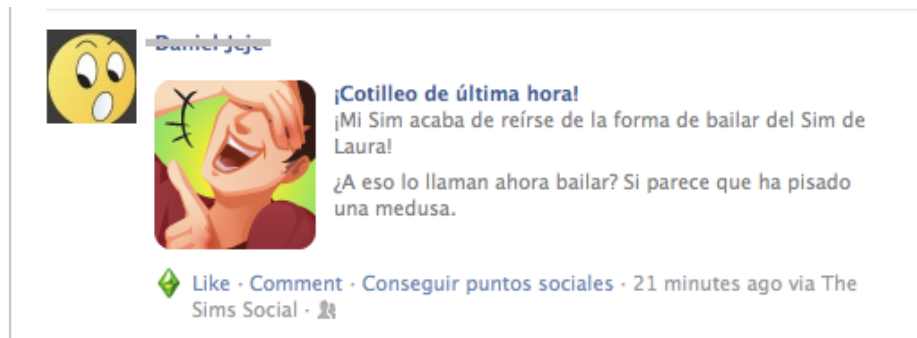 Daniel Jeje
¡Cotilleo de última hora!
¡Mi Sim acaba de reírse de la forma de bailar del Sim de
Laura!
¿A eso lo llaman ahora bailar? Si parece que ha pisado
una medusa.
Like · Comment · Conseguir puntos sociales · 21 minutes ago via The
Sims Social ·